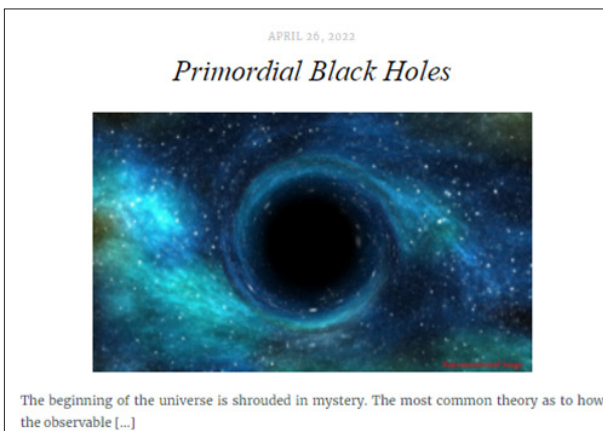 APRIL 26, 2022
Primordial Black Holes
The beginning of the universe is shrouded in mystery. The most common theory as to how
the observable [...]